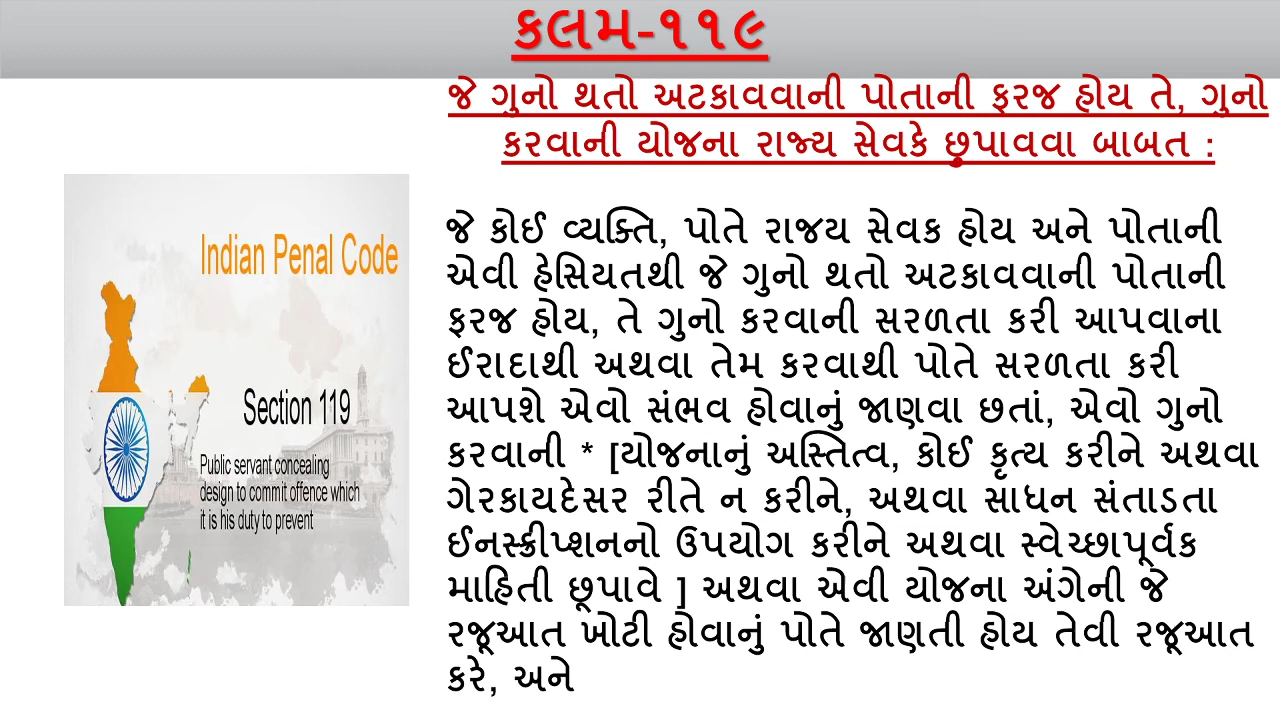 કલમ-૧૧૯
જે ગુનો થતો અટકાવવાની પોતાની ફરજ હોય તે, ગુનો
કરવાની યોજના રાજ્ય સેવકે છુપાવવા બાબત :
Indian Penal Code
Section 119
Public servant concealing
design to commit offence which
it is his duty to prevent
જે કોઈ વ્યક્તિ, પોતે રાજય સેવક હોય અને પોતાની
એવી હેસિયતથી જે ગુનો થતો અટકાવવાની પોતાની
ફરજ હોય, તે ગુનો કરવાની સરળતા કરી આપવાના
ઈરાદાથી અથવા તેમ કરવાથી પોતે સરળતા કરી
આપશે એવો સંભવ હોવાનું જાણવા છતાં, એવો ગુનો
કરવાની * [યોજનાનું અસ્તિત્વ, કોઈ કૃત્ય કરીને અથવા
ગેરકાયદેસર રીતે ન કરીને, અથવા સાધન સંતાડતા
ઈનસ્ક્રીપ્શનનો ઉપયોગ કરીને અથવા સ્વેચ્છાપૂર્વક
માહિતી છૂપાવે ] અથવા એવી યોજના અંગેની જે
રજૂઆત ખોટી હોવાનું પોતે જાણતી હોય તેવી રજૂઆત
કરે, અને